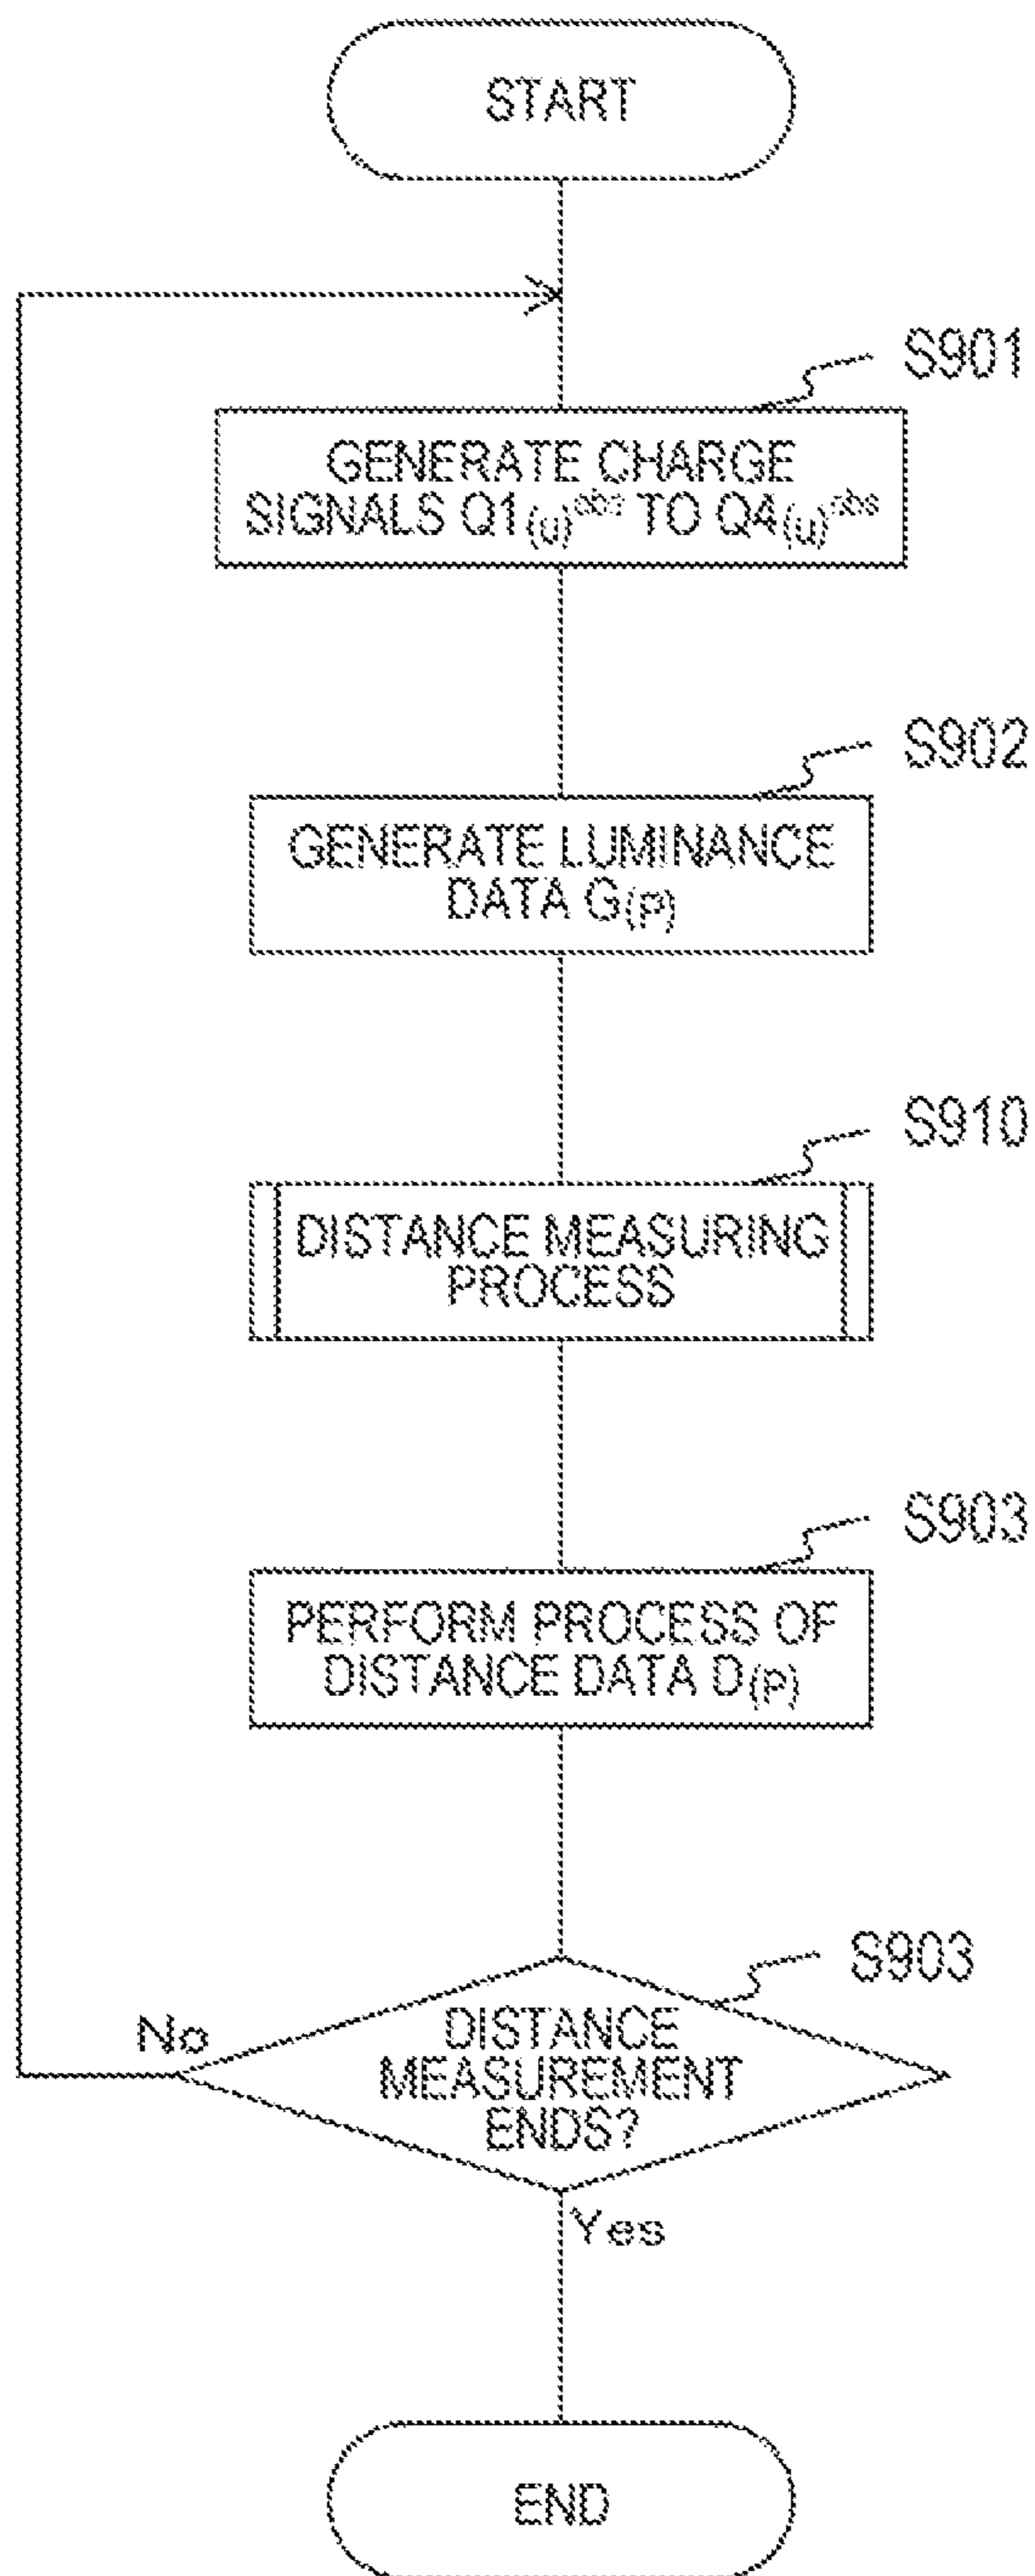 START
S901
GENERATE CHARGE
SIGNALS Q1(u)obs TO Q4(u)obs
S902
GENERATE LUMINANCE
DATA G(P)
S910
DISTANCE MEASURING
PROCESS
S903
PERFORM PROCESS OF
DISTANCE DATA D(P)
S903
DISTANCE
MEASUREMENT
ENDS?
No
Yes
END